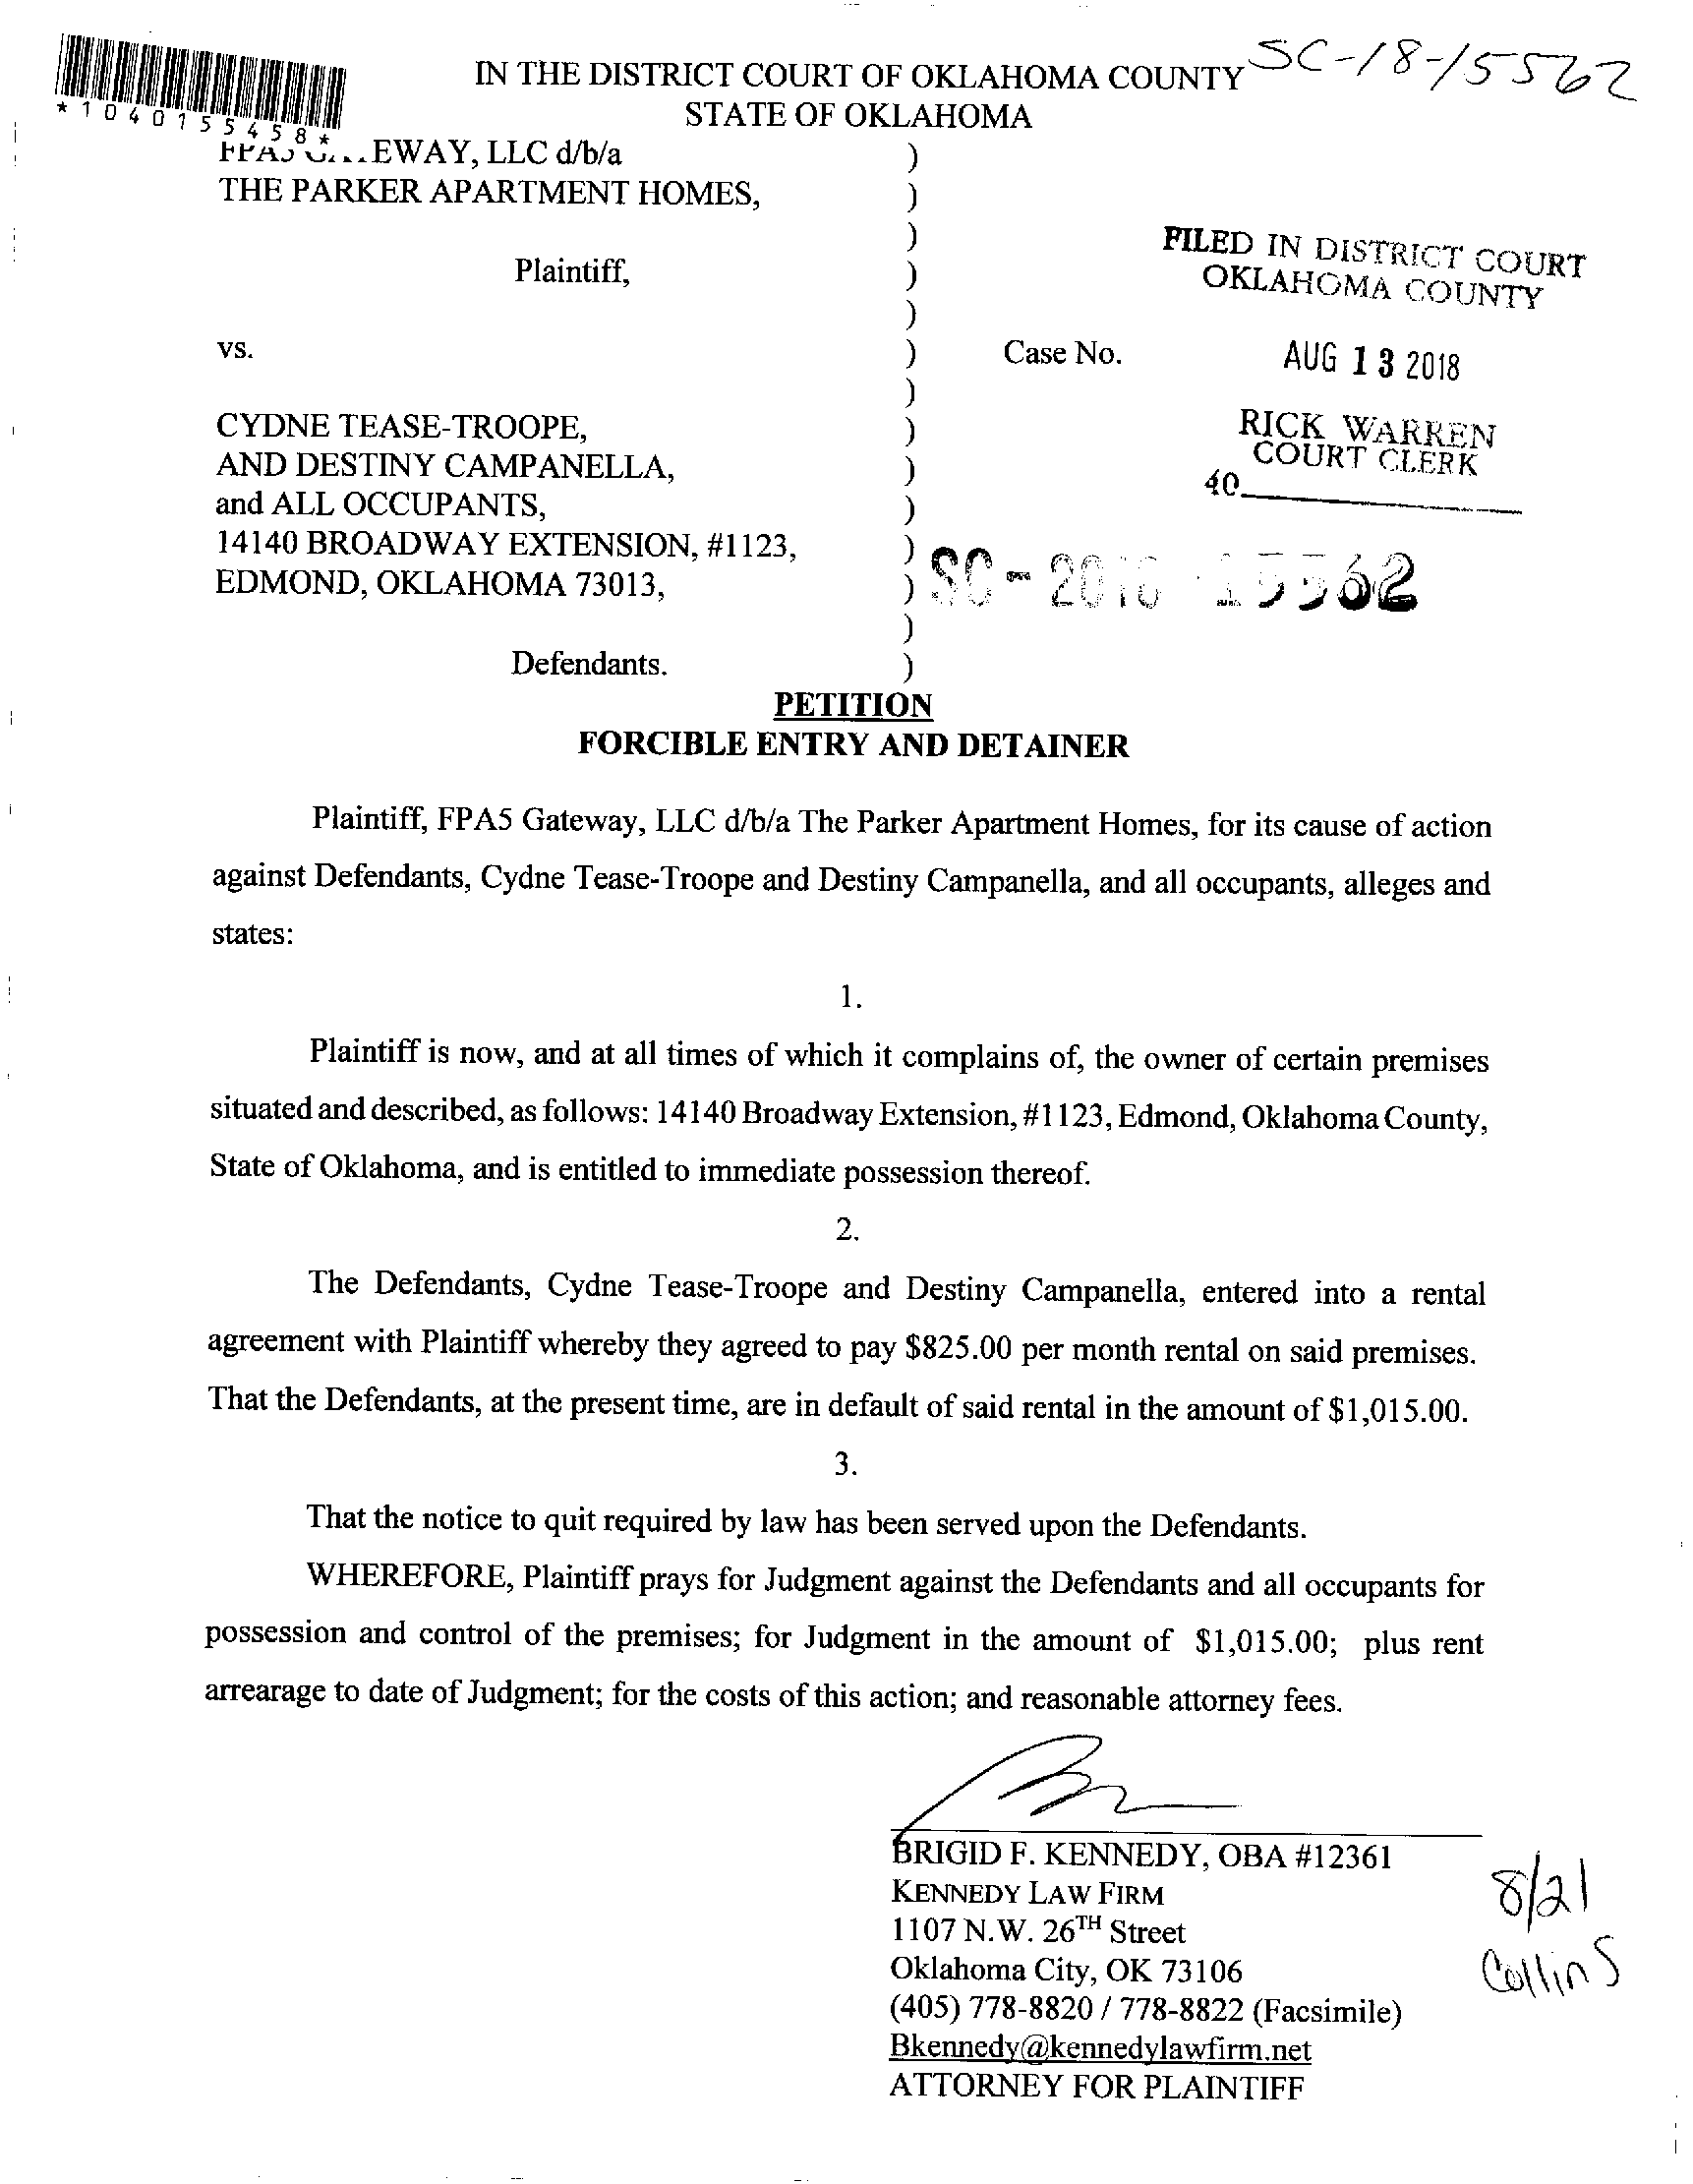 SC-18-15562
IN THE DISTRICT COURT OF OKLAHOMA COUNTY
STATE OF OKLAHOMA
*1040155458*
EWAY, LLC d/b/a )
THE PARKER APARTMENT HOMES, )
)
Plaintiff, )
)
vs. )
)
CYDNE TEASE-TROOPE, )
AND DESTINY CAMPANELLA, )
and ALL OCCUPANTS, )
14140 BROADWAY EXTENSION, #1123, )
EDMOND, OKLAHOMA 73013, )
)
Defendants. )
FILED IN DISTRICT COURT
OKLAHOMA COUNTY
Case No.
AUG 13 2018
RICK WARREN
COURT CLERK
40
SC-
PETITION
FORCIBLE ENTRY AND DETAINER
Plaintiff, FPA5 Gateway, LLC d/b/a The Parker Apartment Homes, for its cause of action
against Defendants, Cydne Tease-Troope and Destiny Campanella, and all occupants, alleges and
states:
1.
Plaintiff is now, and at all times of which it complains of, the owner of certain premises
situated and described, as follows: 14140 Broadway Extension, #1123, Edmond, Oklahoma County,
State of Oklahoma, and is entitled to immediate possession thereof.
2.
The Defendants, Cydne Tease-Troope and Destiny Campanella, entered into a rental
agreement with Plaintiff whereby they agreed to pay $825.00 per month rental on said premises.
That the Defendants, at the present time, are in default of said rental in the amount of $1,015.00.
3.
That the notice to quit required by law has been served upon the Defendants.
WHEREFORE, Plaintiff prays for Judgment against the Defendants and all occupants for
possession and control of the premises; for Judgment in the amount of $1,015.00; plus rent
arrearage to date of Judgment; for the costs of this action; and reasonable attorney fees.
BRIGID F. KENNEDY, OBA #12361
KENNEDY LAW FIRM
1107 N.W. 26TH Street
Oklahoma City, OK 73106
(405) 778-8820 / 778-8822 (Facsimile)
Bkennedy@kennedylawfirm.net
ATTORNEY FOR PLAINTIFF
8/21
Collins